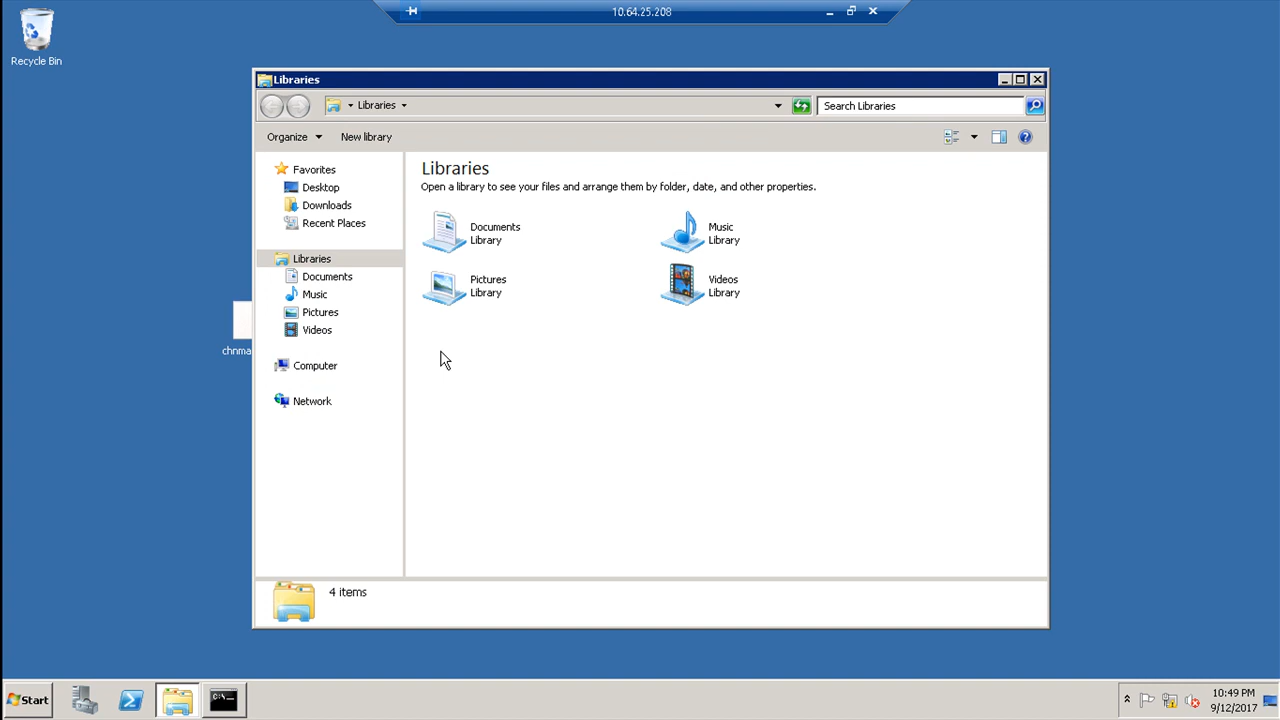 10.64.25.208
Recycle Bin
Libraries
Libraries
Search Libraries
Organize
New library
Favorites
Desktop
Downloads
Recent Places
Libraries
Documents
Music
Pictures
Videos
Computer
Network
Libraries
Open a library to see your files and arrange them by folder, date, and other properties.
Documents
Library
Music
Library
Pictures
Library
Videos
Library
chnma
4 items
Start
C:\
10:49 PM
9/12/2017